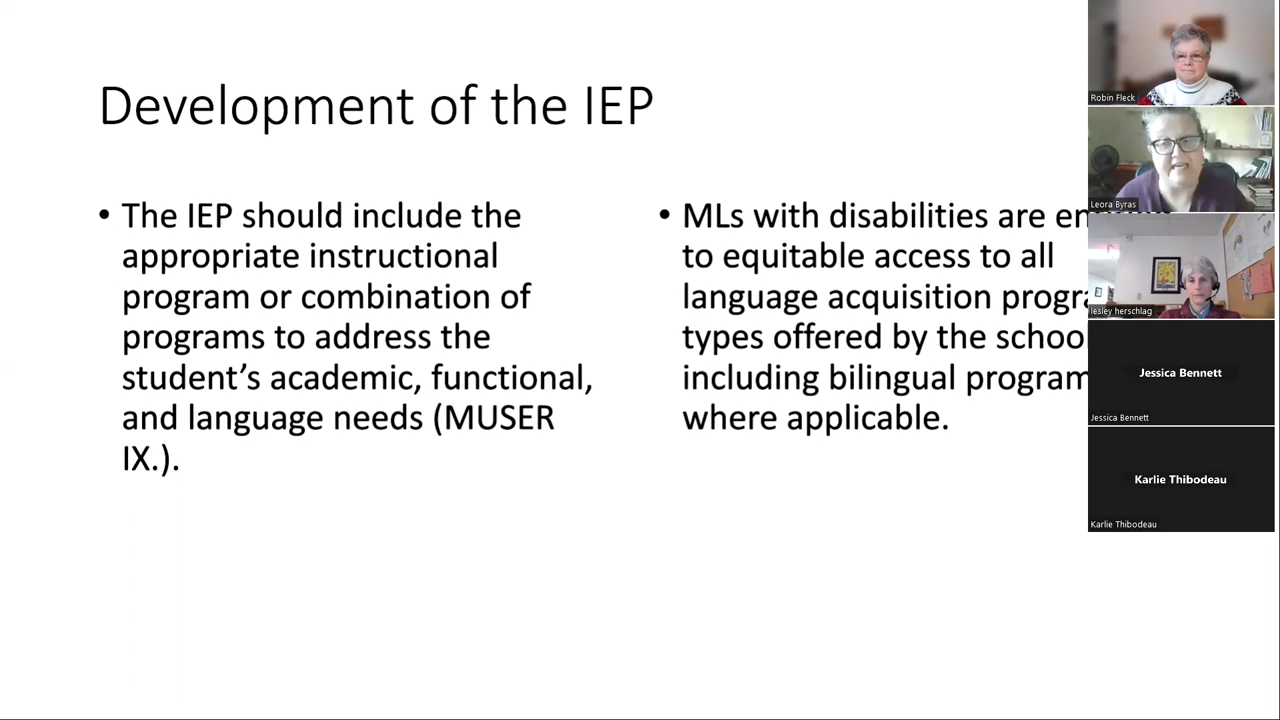 Development of the IEP
• The IEP should include the
appropriate instructional
program or combination of
programs to address the
student’s academic, functional,
and language needs (MUSER
IX.).
• MLs with disabilities are
to equitable access to all
language acquisition
types offered by the
including bilingual
where applicable.
Robin Fleck
Leora Byras
lesley herschlag
Jessica Bennett
Jessica Bennett
Karlie Thibodeau
Karlie Thibodeau